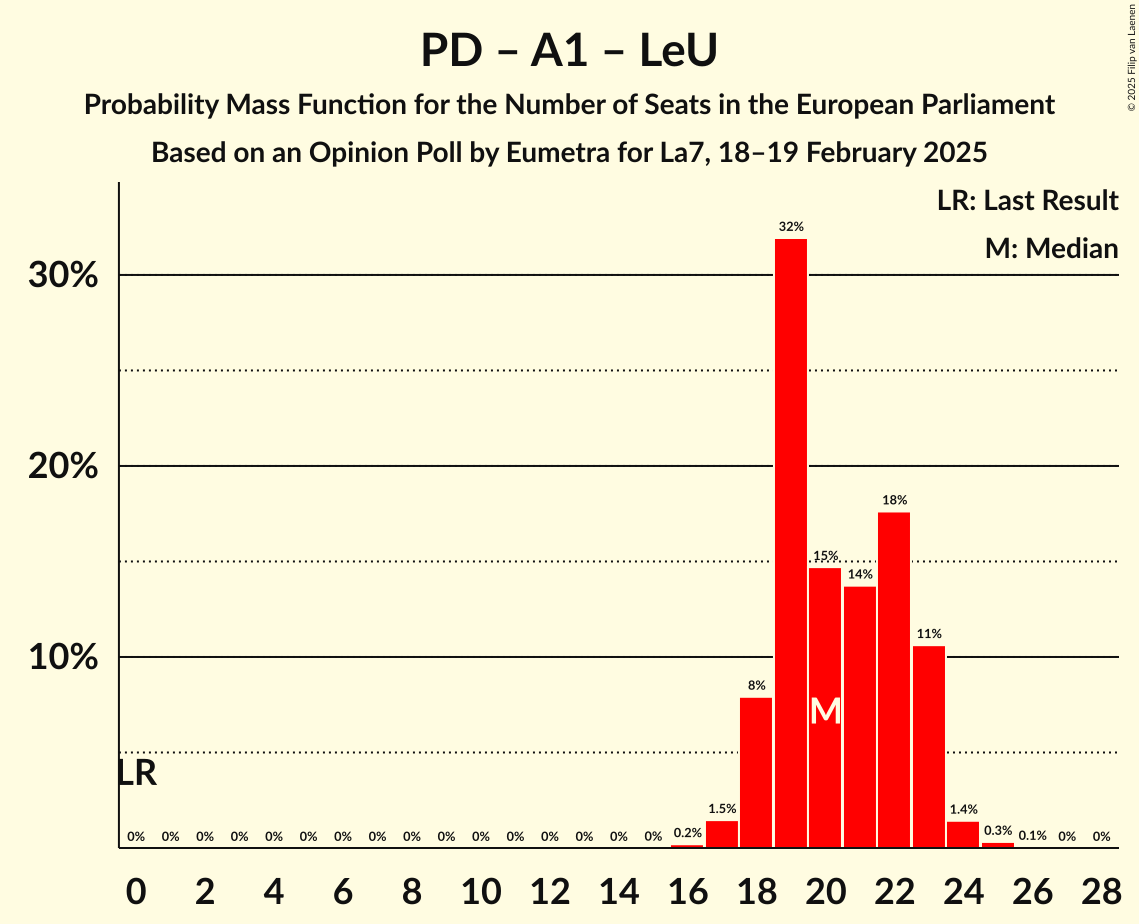 PD – A1 – LeU
Probability Mass Function for the Number of Seats in the European Parliament
Based on an Opinion Poll by Eumetra for La7, 18–19 February 2025
© 2025 Filip van Laenen
LR: Last Result
M: Median
30%
20%
10%
32%
18%
15%
14%
11%
8%
M
LR
0% 0% 0% 0% 0% 0% 0% 0% 0% 0% 0% 0% 0% 0% 0% 0% 0.2% 1.5% 1.4% 0.3% 0.1% 0% 0%
0 2 4 6 8 10 12 14 16 18 20 22 24 26 28